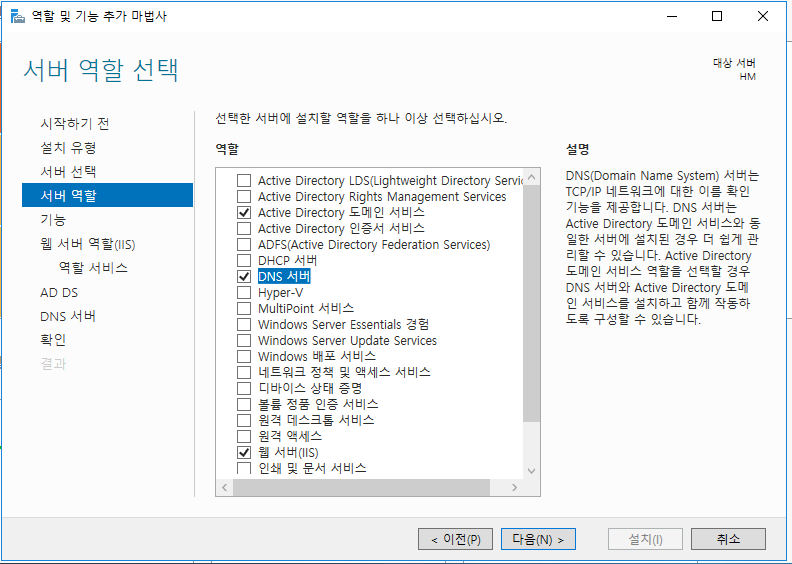 역할 및 기능 추가 마법사
서버 역할 선택
대상 서버
HM
시작하기 전
설치 유형
서버 선택
서버 역할
기능
웹 서버 역할(IIS)
역할 서비스
AD DS
DNS 서버
확인
결과
선택한 서버에 설치할 역할을 하나 이상 선택하십시오.
역할
Active Directory LDS(Lightweight Directory Servic
Active Directory Rights Management Services
Active Directory 도메인 서비스
Active Directory 인증서 서비스
ADFS(Active Directory Federation Services)
DHCP 서버
DNS 서버
Hyper-V
MultiPoint 서비스
Windows Server Essentials 경험
Windows Server Update Services
Windows 배포 서비스
네트워크 정책 및 액세스 서비스
디바이스 상태 증명
볼륨 정품 인증 서비스
원격 데스크톱 서비스
원격 액세스
웹 서버(IIS)
인쇄 및 문서 서비스
설명
DNS(Domain Name System) 서버는
TCP/IP 네트워크에 대한 이름 확인
기능을 제공합니다. DNS 서버는
Active Directory 도메인 서비스와 동
일한 서버에 설치된 경우 더 쉽게 관
리할 수 있습니다. Active Directory
도메인 서비스 역할을 선택할 경우
DNS 서버와 Active Directory 도메
인 서비스를 설치하고 함께 작동하
도록 구성할 수 있습니다.
< 이전(P)
다음(N) >
설치(I)
취소